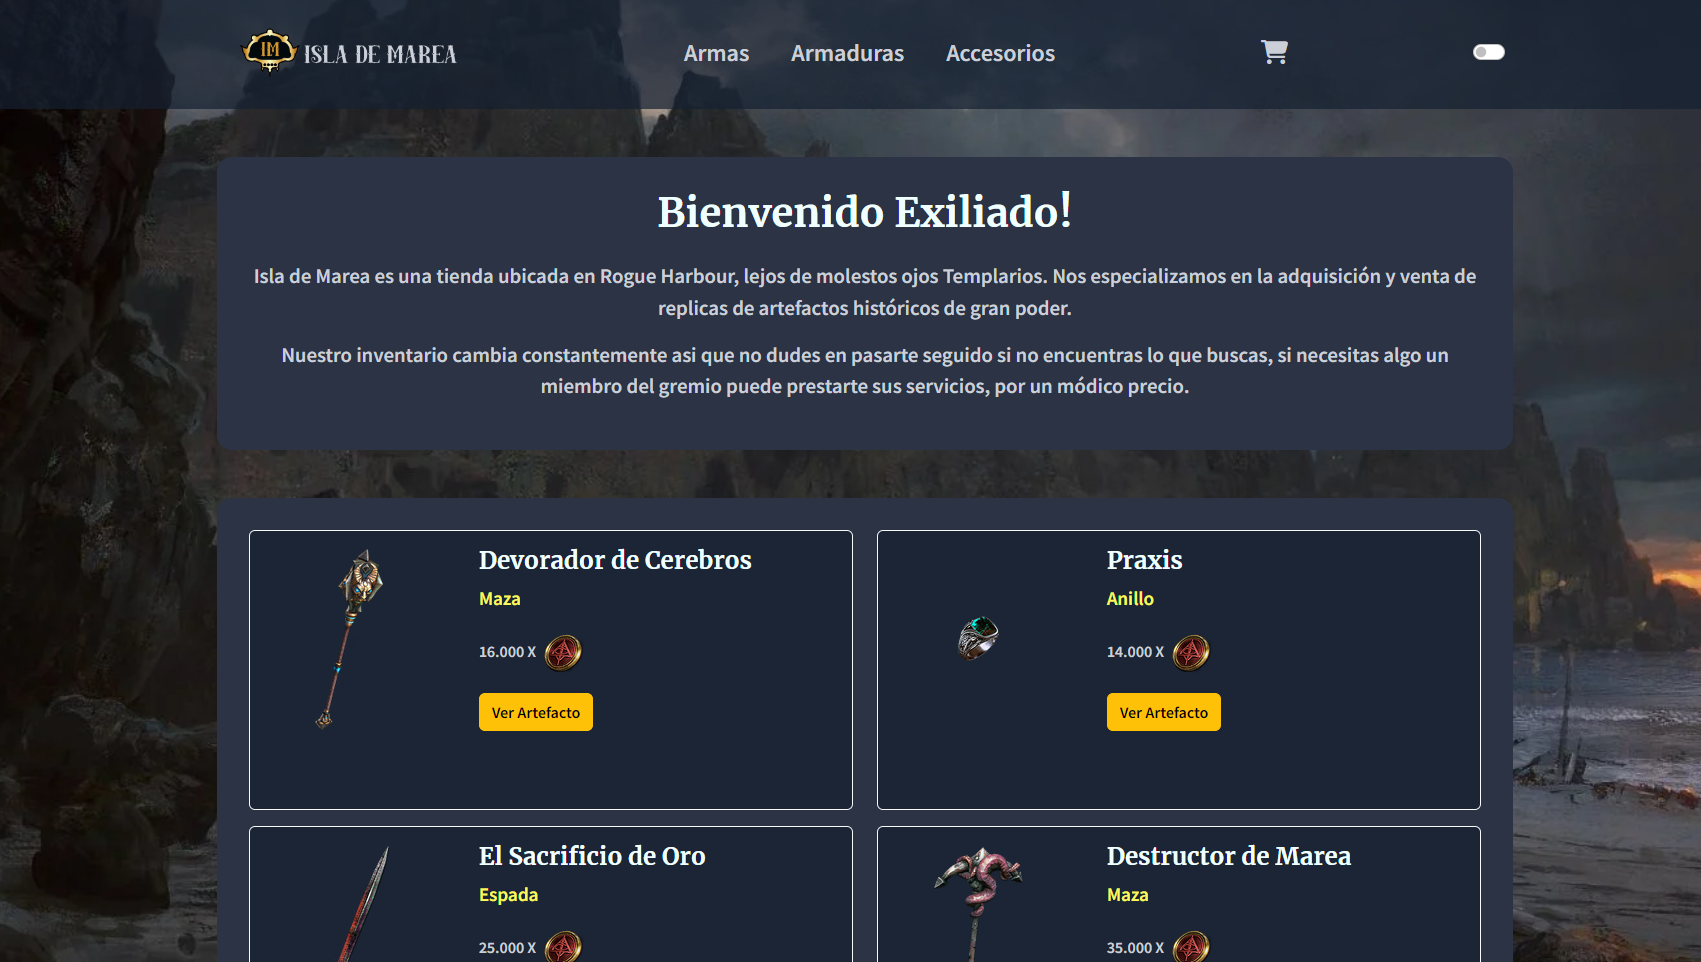 IM ISLA DE MAREA
Armas
Armaduras
Accesorios
Bienvenido Exiliado!
Isla de Marea es una tienda ubicada en Rogue Harbour, lejos de molestos ojos Templarios. Nos especializamos en la adquisición y venta de
replicas de artefactos históricos de gran poder.
Nuestro inventario cambia constantemente asi que no dudes en pasarte seguido si no encuentras lo que buscas, si necesitas algo un
miembro del gremio puede prestarte sus servicios, por un módico precio.
Devorador de Cerebros
Maza
16.000 X
Ver Artefacto
Praxis
Anillo
14.000 X
Ver Artefacto
El Sacrificio de Oro
Espada
25.000 X
Destructor de Marea
Maza
35.000 X